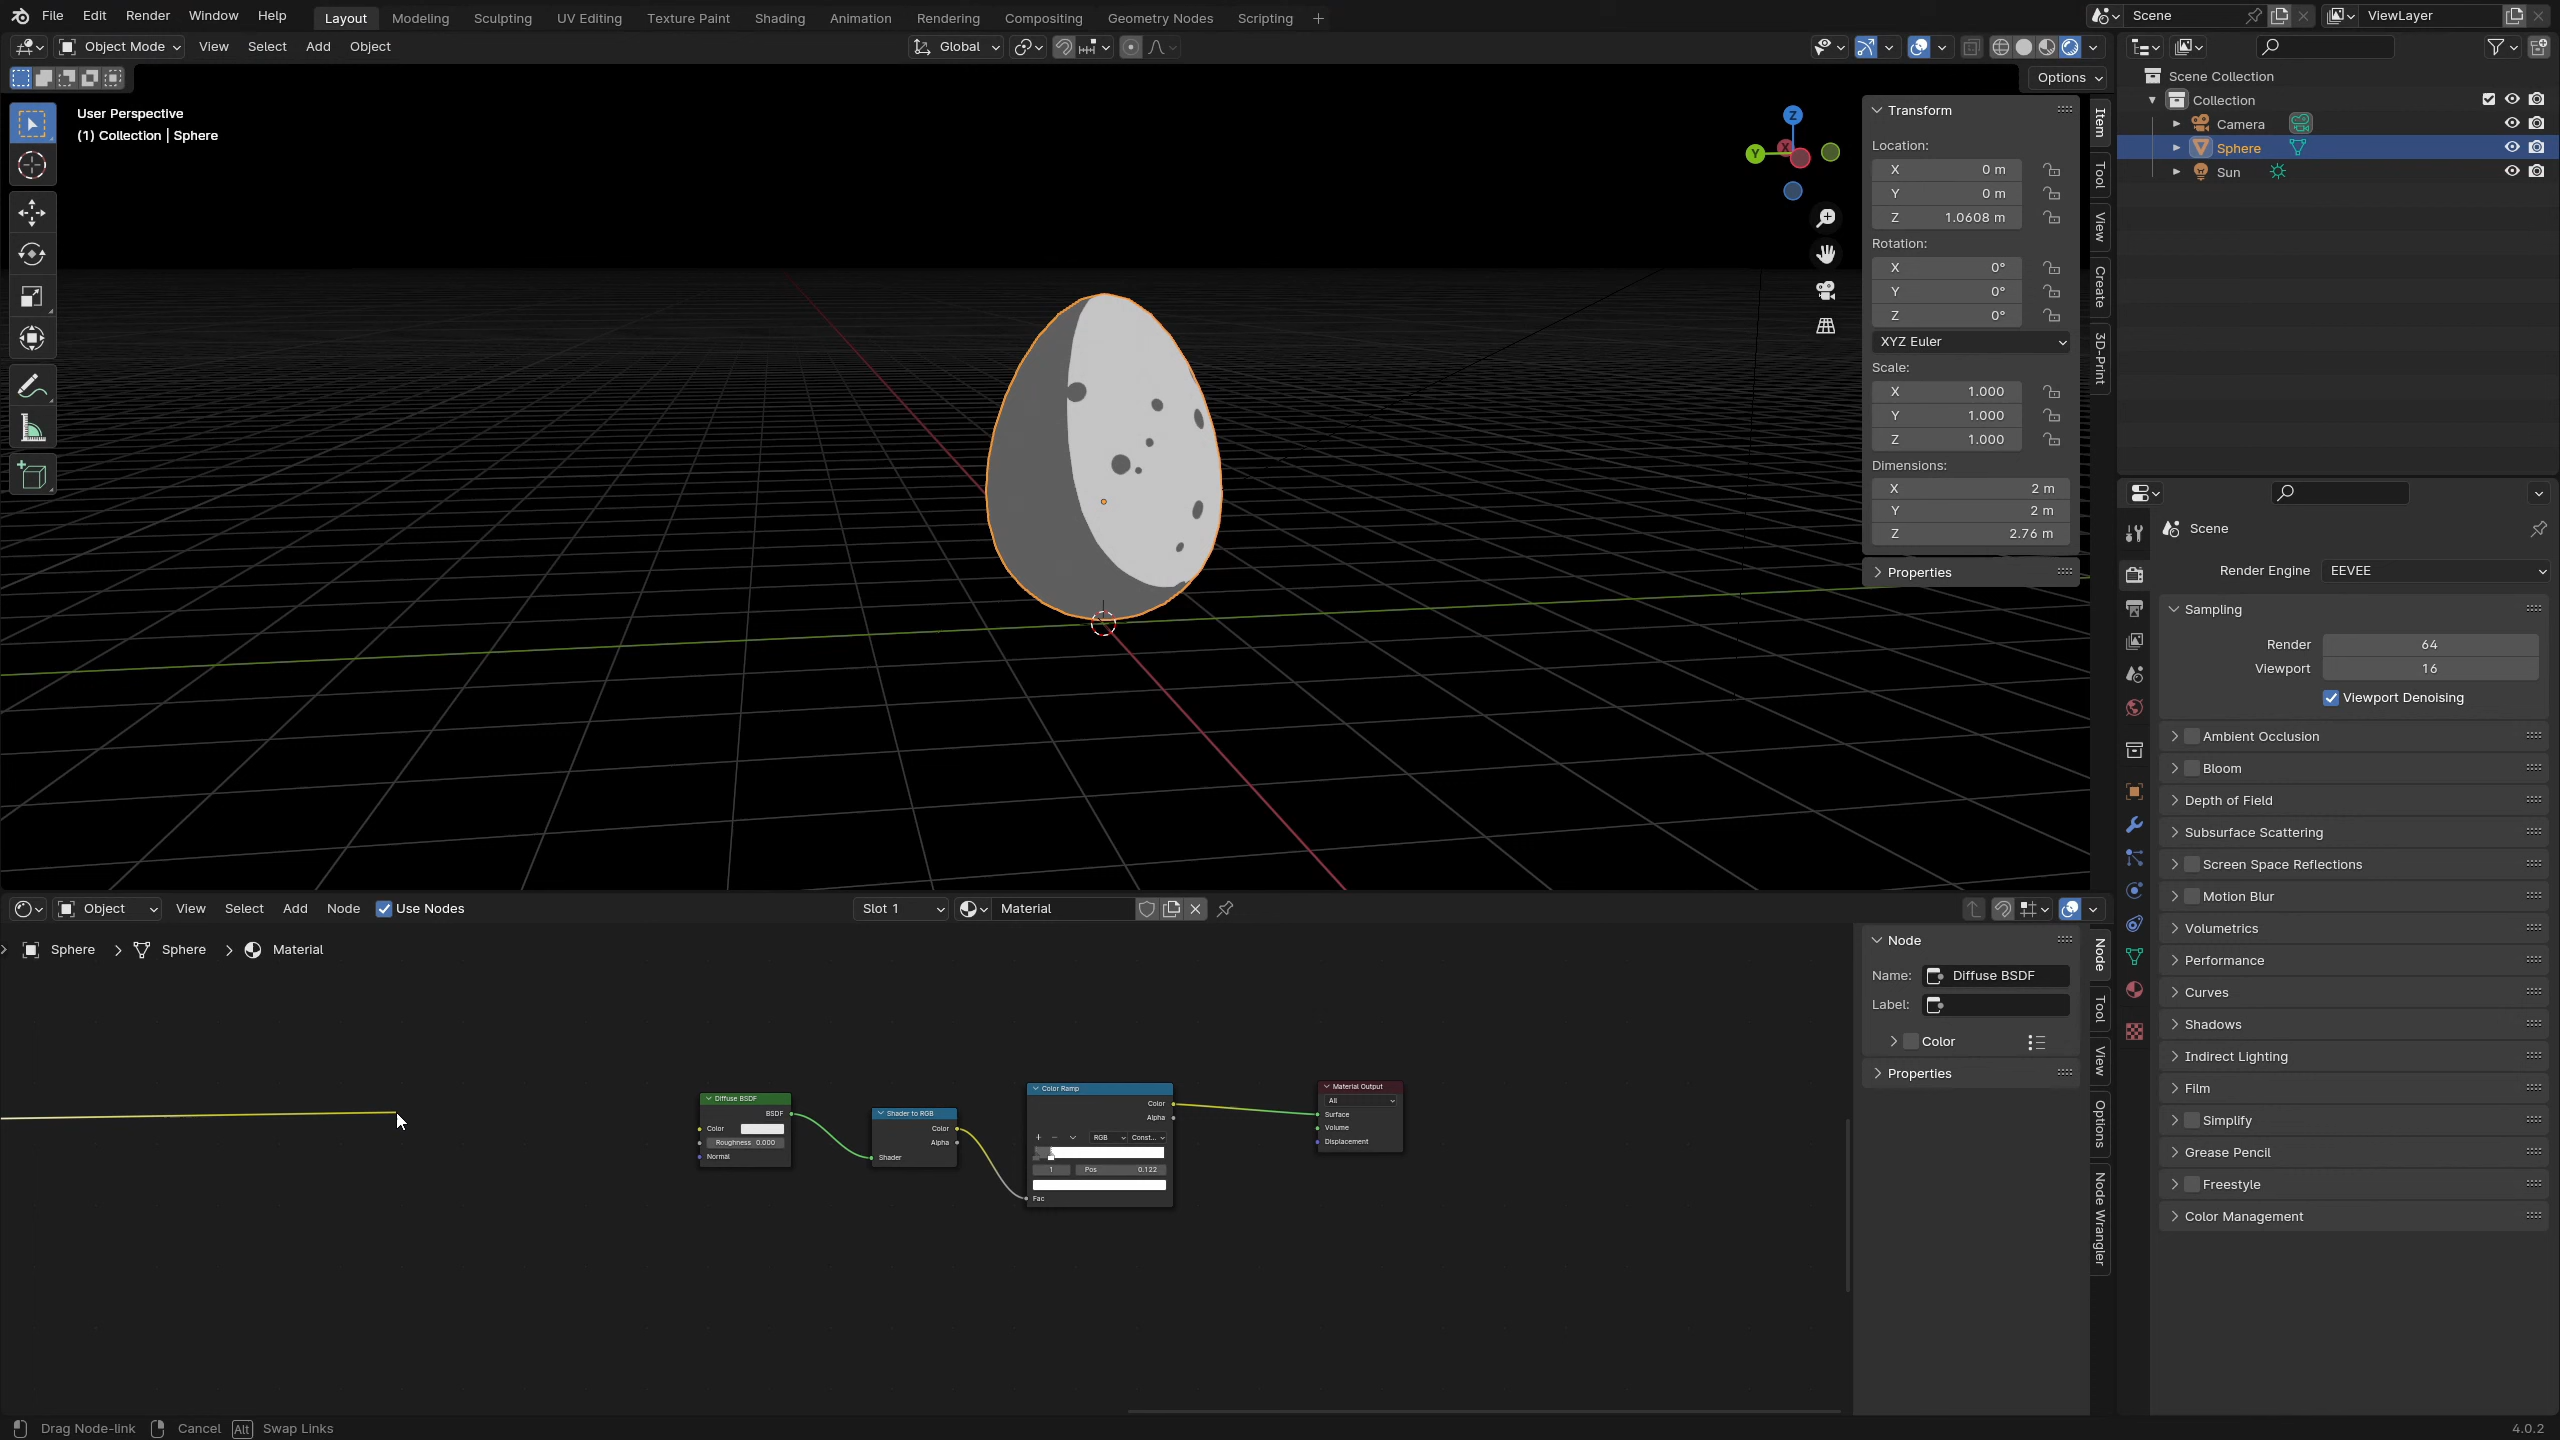 File Edit Render Window Help Layout Modeling Sculpting UV Editing Texture Paint Shading Animation Rendering Compositing Geometry Nodes Scripting + Scene ViewLayer
Object Mode View Select Add Object Global
Options
User Perspective
(1) Collection | Sphere
Z
Y
X
Transform
Location:
X 0 m
Y 0 m
Z 1.0608 m
Rotation:
X 0°
Y 0°
Z 0°
XYZ Euler
Scale:
X 1.000
Y 1.000
Z 1.000
Dimensions:
X 2 m
Y 2 m
Z 2.76 m
Properties
Item
Tool
View
Create
3D-Print
Scene Collection
Collection
Camera
Sphere
Sun
Scene
Render Engine EEVEE
Sampling
Render 64
Viewport 16
Viewport Denoising
Ambient Occlusion
Bloom
Depth of Field
Subsurface Scattering
Screen Space Reflections
Motion Blur
Volumetrics
Performance
Curves
Shadows
Indirect Lighting
Film
Simplify
Grease Pencil
Freestyle
Color Management
Object View Select Add Node Use Nodes Slot 1 Material
Sphere > Sphere > Material
Diffuse BSDF
BSDF
Color
Roughness 0.000
Normal
Shader to RGB
Color
Alpha
Shader
Color Ramp
Color
Alpha
+ − RGB Const...
1 Pos 0.122
Fac
Material Output
All
Surface
Volume
Displacement
Node
Name: Diffuse BSDF
Label:
Color
Properties
Node
Tool
View
Options
Node Wrangler
Drag Node-link Cancel Alt Swap Links 4.0.2